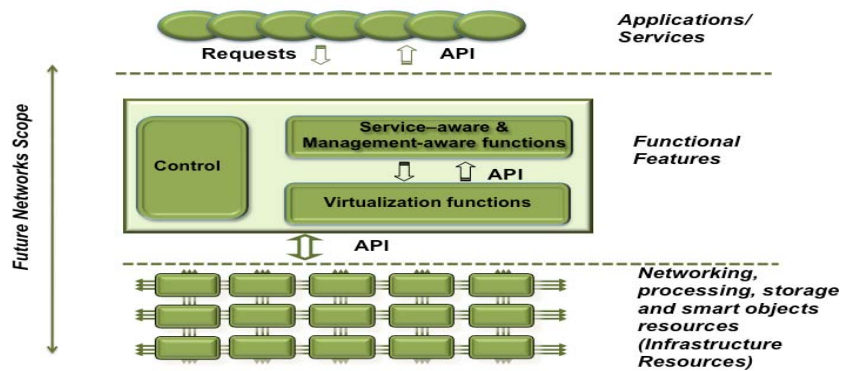 Applications/
Services
Requests
API
Future Networks Scope
Service–aware &
Management-aware functions
Control
API
Virtualization functions
Functional
Features
API
Networking,
processing, storage
and smart objects
resources
(Infrastructure
Resources)